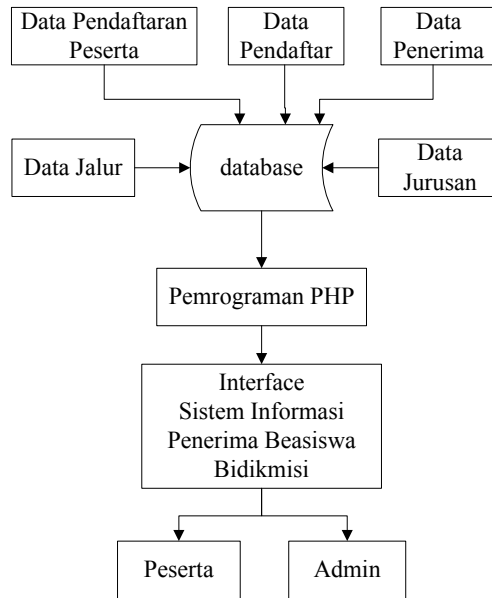 Data Pendaftaran
Peserta
Data
Pendaftar
Data
Penerima
Data Jalur
database
Data
Jurusan
Pemrograman PHP
Interface
Sistem Informasi
Penerima Beasiswa
Bidikmisi
Peserta
Admin